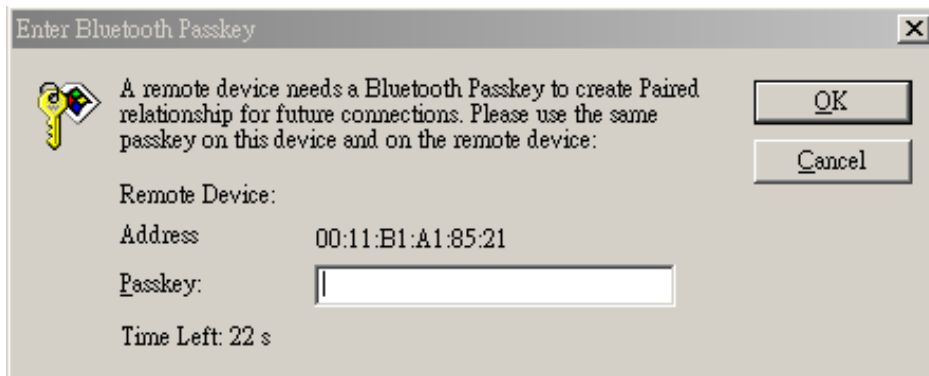 Enter Bluetooth Passkey
A remote device needs a Bluetooth Passkey to create Paired
relationship for future connections. Please use the same
passkey on this device and on the remote device:
OK
Cancel
Remote Device:
Address 00:11:B1:A1:85:21
Passkey:
Time Left: 22 s